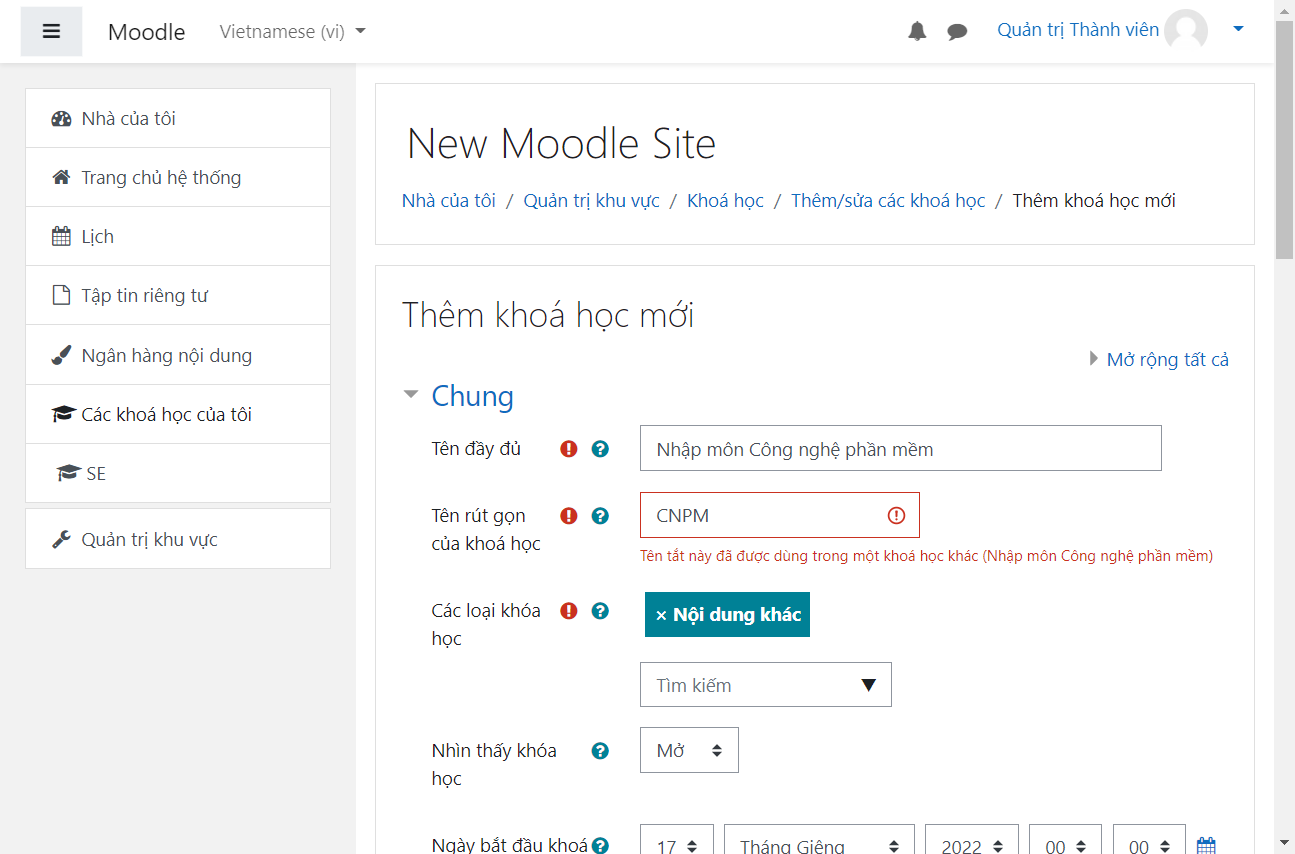 Moodle
Vietnamese (vi)
Quản trị Thành viên
Nhà của tôi
Trang chủ hệ thống
Lịch
Tập tin riêng tư
Ngân hàng nội dung
Các khoá học của tôi
SE
Quản trị khu vực
New Moodle Site
Nhà của tôi / Quản trị khu vực / Khoá học / Thêm/sửa các khoá học / Thêm khoá học mới
Thêm khoá học mới
Mở rộng tất cả
Chung
Tên đầy đủ
Nhập môn Công nghệ phần mềm
Tên rút gọn
của khoá học
CNPM
Tên tắt này đã được dùng trong một khoá học khác (Nhập môn Công nghệ phần mềm)
Các loại khóa
học
× Nội dung khác
Tìm kiếm
Nhìn thấy khóa
học
Mở
Ngày bắt đầu khoá
17 Tháng Giêng 2022 00 00